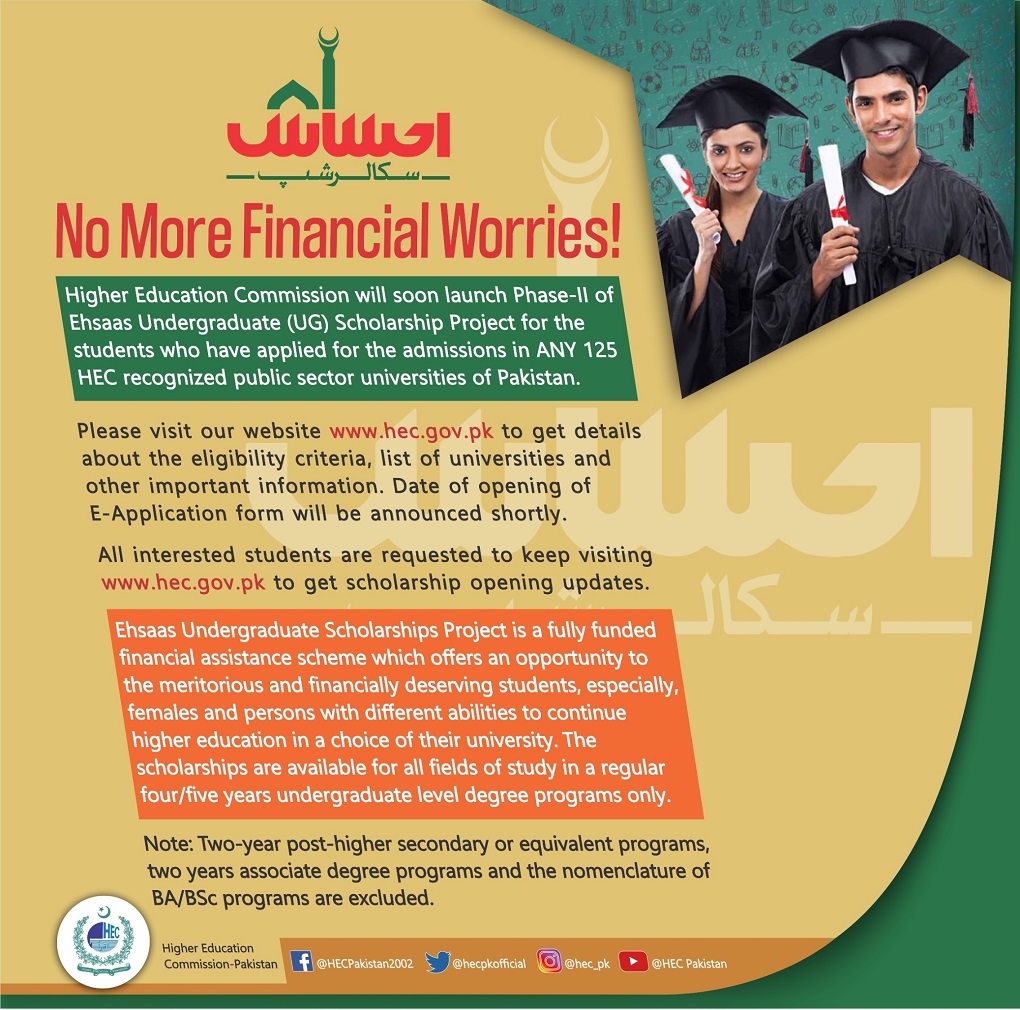 احساس
سکالرشپ
No More Financial Worries!
Higher Education Commission will soon launch Phase-II of
Ehsaas Undergraduate (UG) Scholarship Project for the
students who have applied for the admissions in ANY 125
HEC recognized public sector universities of Pakistan.
Please visit our website www.hec.gov.pk to get details
about the eligibility criteria, list of universities and
other important information. Date of opening of
E-Application form will be announced shortly.
All interested students are requested to keep visiting
www.hec.gov.pk to get scholarship opening updates.
Ehsaas Undergraduate Scholarships Project is a fully funded
financial assistance scheme which offers an opportunity to
the meritorious and financially deserving students, especially,
females and persons with different abilities to continue
higher education in a choice of their university. The
scholarships are available for all fields of study in a regular
four/five years undergraduate level degree programs only.
Note: Two-year post-higher secondary or equivalent programs,
two years associate degree programs and the nomenclature of
BA/BSc programs are excluded.
HEC
Higher Education
Commission-Pakistan
@HECPakistan2002 @hecpkofficial @hec_pk @HEC Pakistan